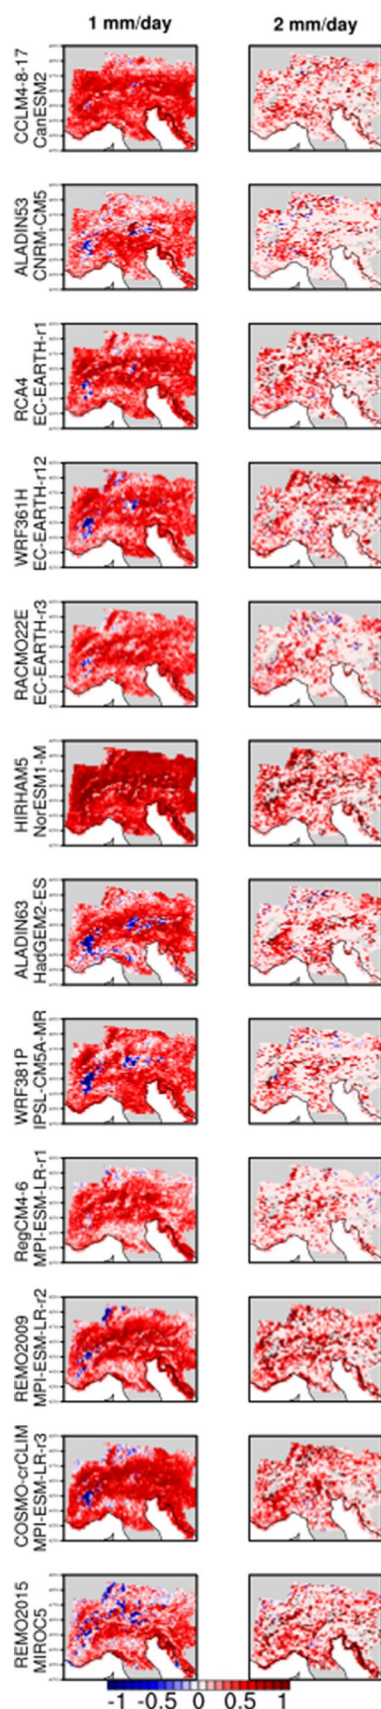 1 mm/day 2 mm/day
CCLM4-8-17
CanESM2
ALADIN53
CNRM-CM5
RCA4
EC-EARTH-r1
WRF361H
EC-EARTH-r12
RACMO22E
EC-EARTH-r3
HIRHAM5
NorESM1-M
ALADIN63
HadGEM2-ES
WRF381P
IPSL-CM5A-MR
RegCM4-6
MPI-ESM-LR-r1
REMO2009
MPI-ESM-LR-r2
COSMO-crCLIM
MPI-ESM-LR-r3
REMO2015
MIROC5
-1 -0.5 0 0.5 1